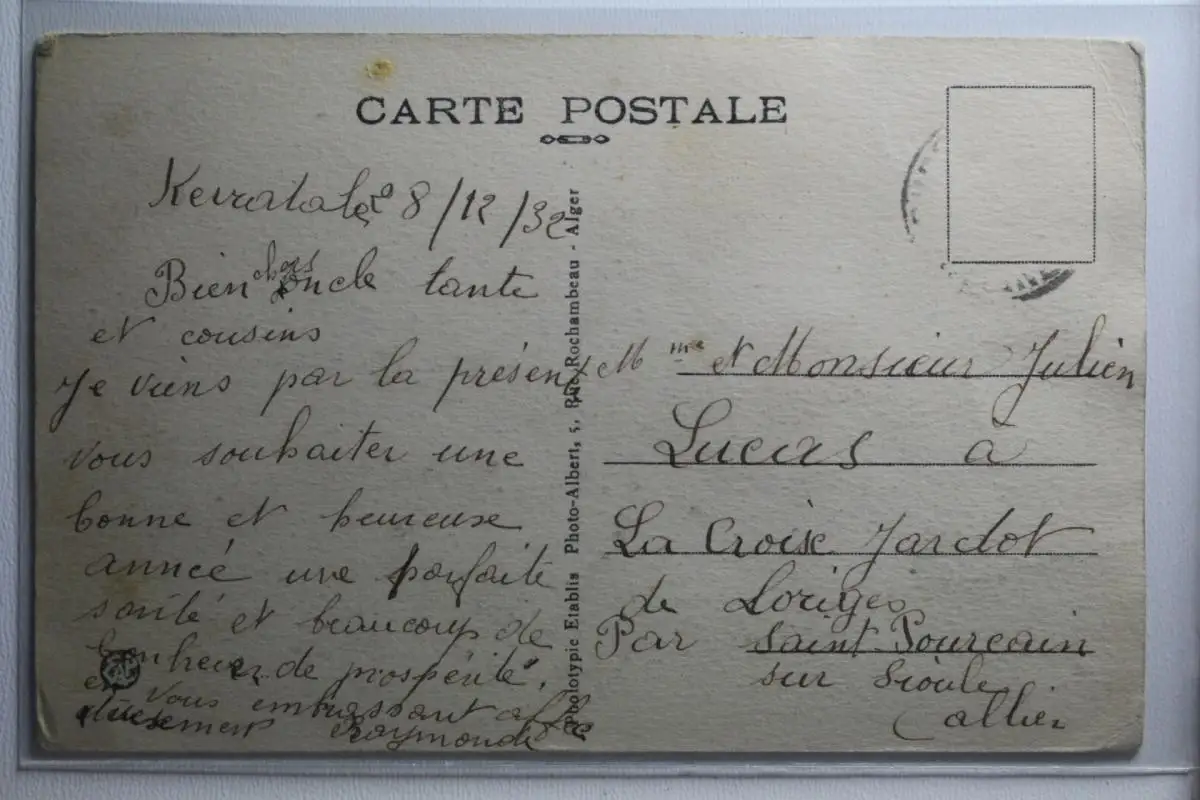 CARTE POSTALE
8/12/32
Bien chers oncle tante
et cousins
Je viens par la présente
vous souhaiter une
bonne et heureuse
année une parfaite
santé et beaucoup de
bonheur de prospérité.
en vous embrassant affec
tueusement Raymonde
Phototypie Etablis Photo-Albert, 5, Rue Rochambeau - Alger
Mme et Monsieur Julien
Lucas à
La Croix Jardot
de Loriges
Par Saint Pourcain
sur Sioule
allier